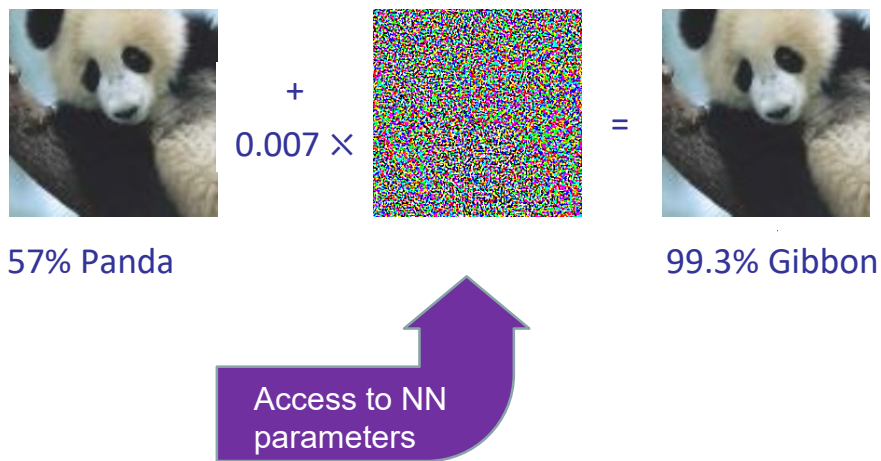 +
0.007 ×
=
57% Panda
99.3% Gibbon
Access to NN
parameters